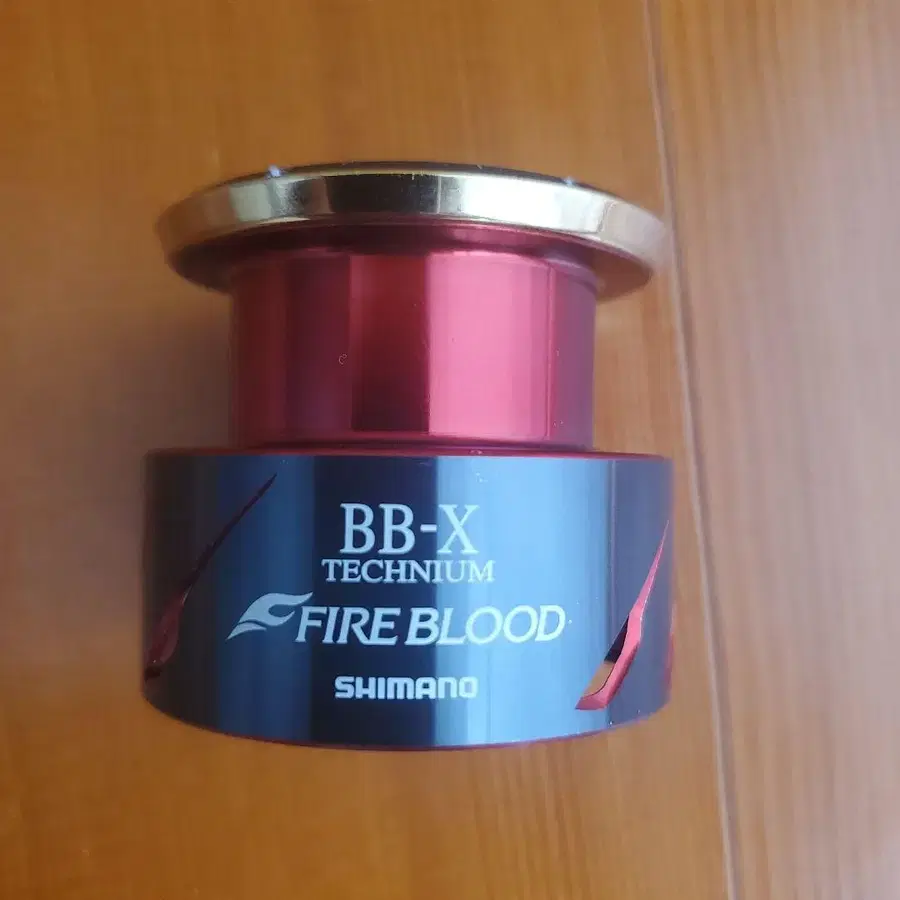 BB-X
TECHNIUM
FIRE BLOOD
SHIMANO